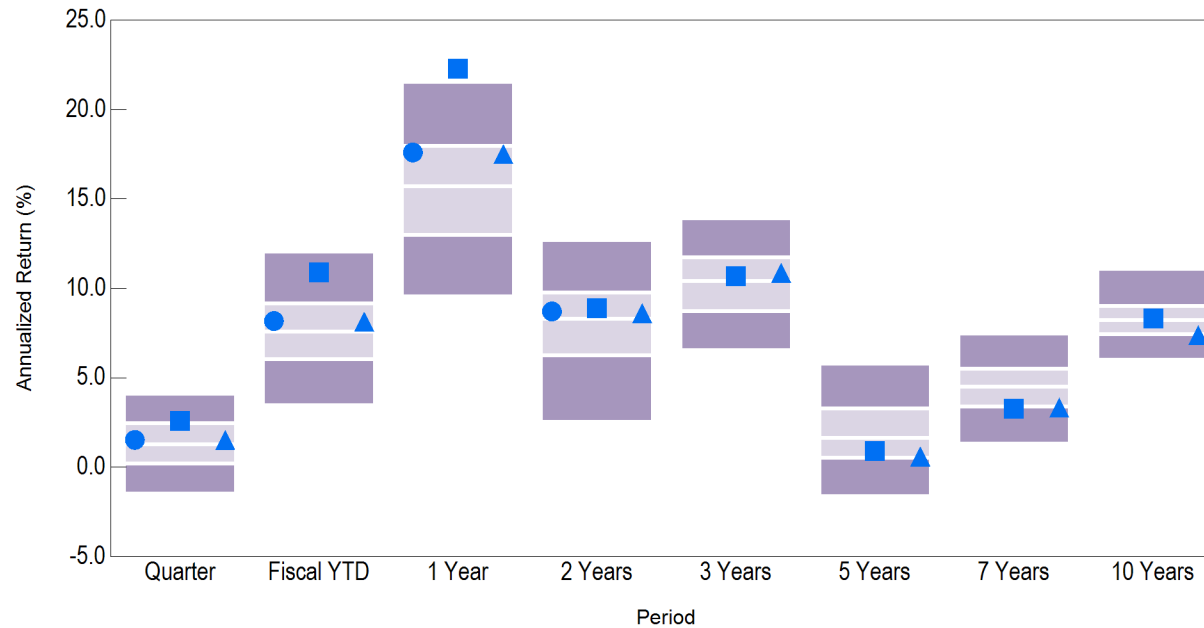 25.0
20.0
15.0
10.0
5.0
0.0
-5.0
Annualized Return (%)
Quarter Fiscal YTD 1 Year 2 Years 3 Years 5 Years 7 Years 10 Years
Period